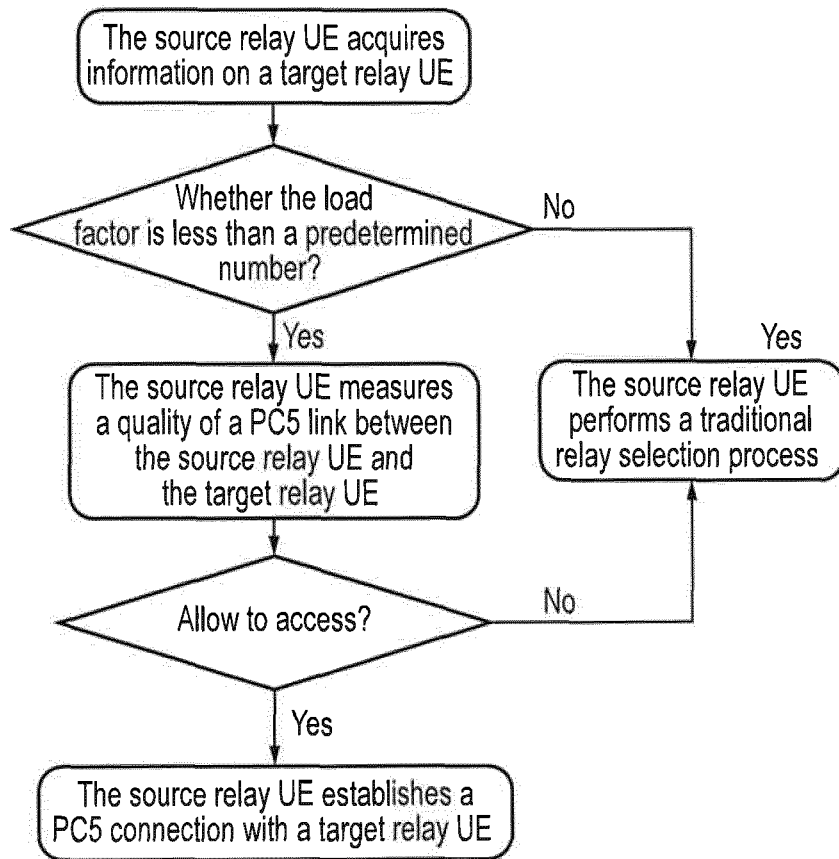 The source relay UE acquires
information on a target relay UE
Whether the load
factor is less than a predetermined
number?
No
Yes
Yes
The source relay UE measures
a quality of a PC5 link between
the source relay UE and
the target relay UE
The source relay UE
performs a traditional
relay selection process
Allow to access?
No
Yes
The source relay UE establishes a
PC5 connection with a target relay UE